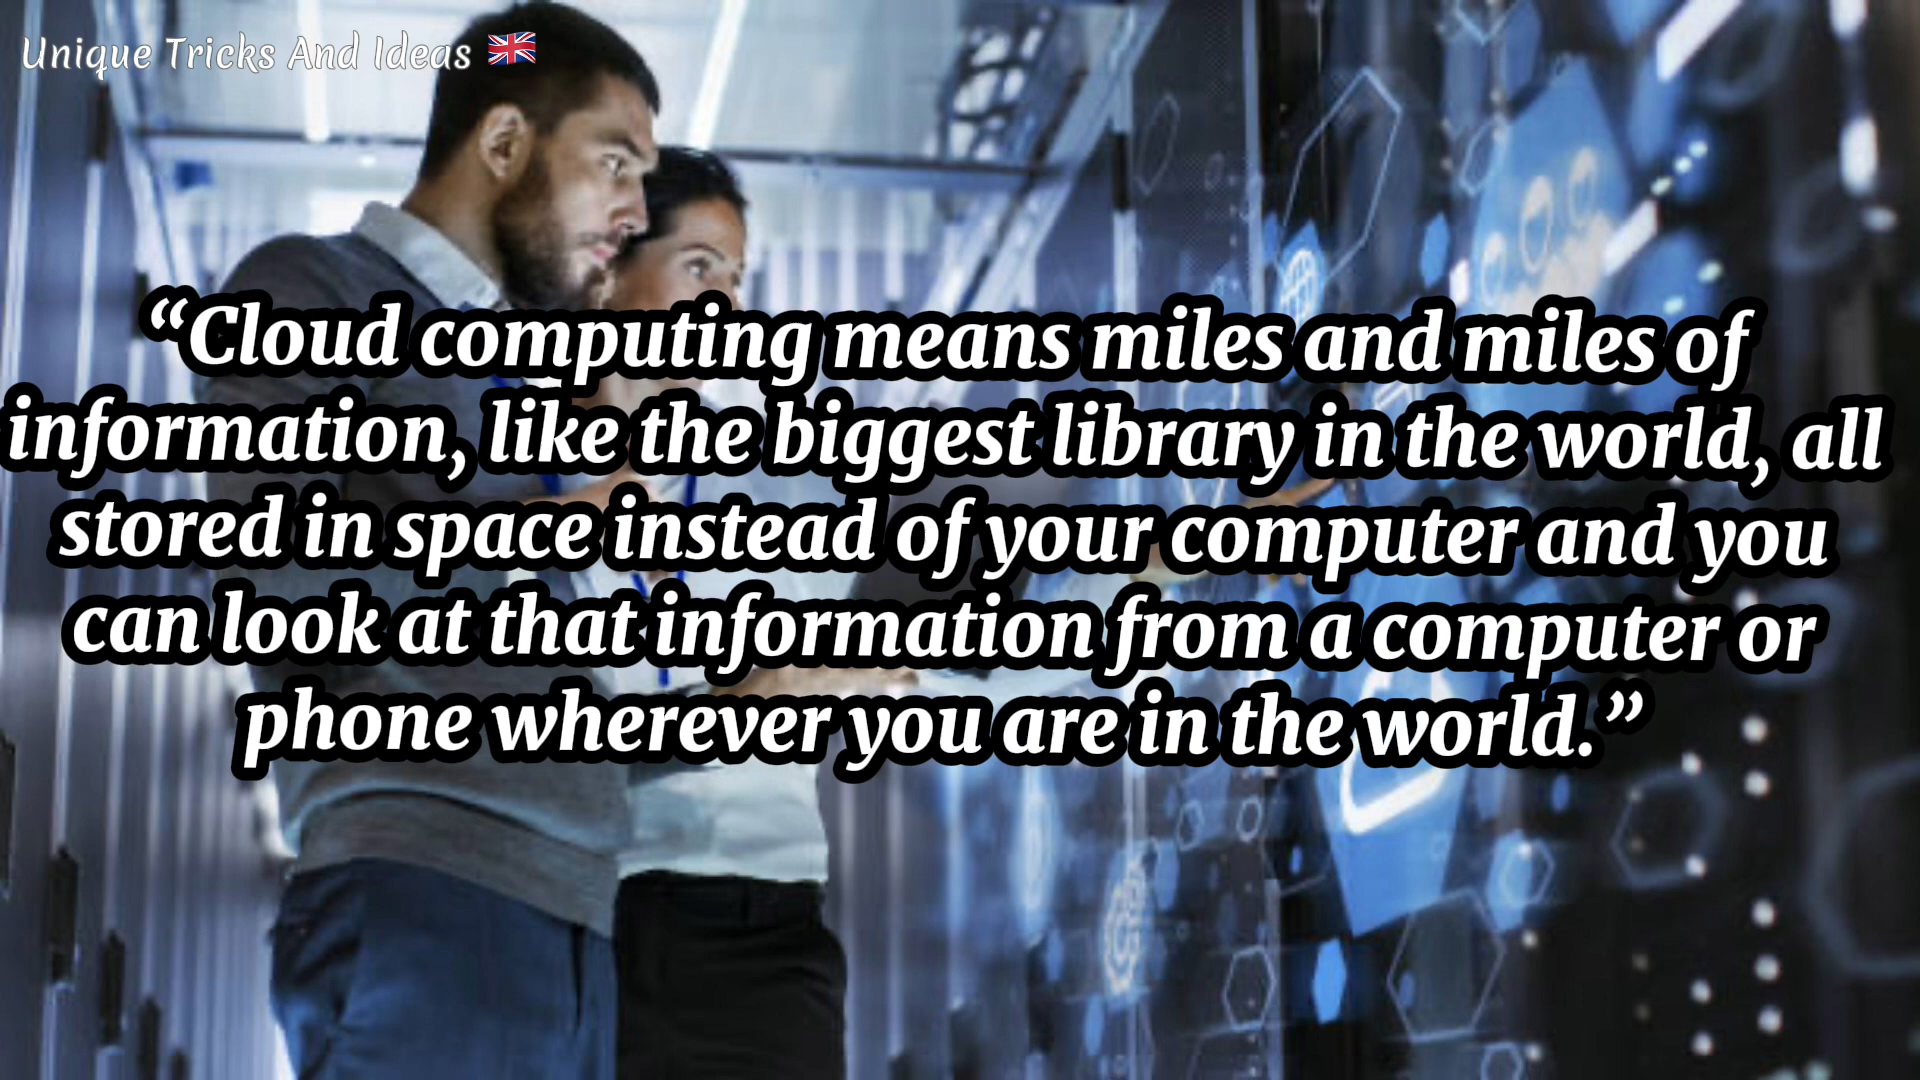 Unique Tricks And Ideas 🇬🇧
“Cloud computing means miles and miles of
information, like the biggest library in the world, all
stored in space instead of your computer and you
can look at that information from a computer or
phone wherever you are in the world.”